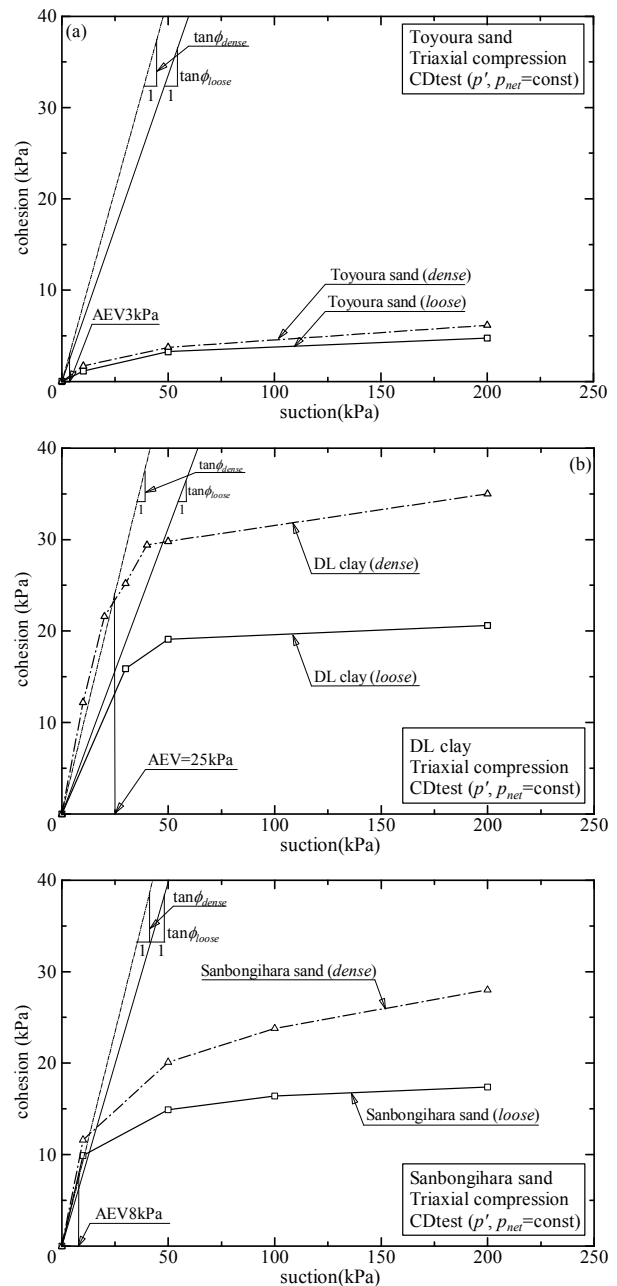 (a)
tanϕdense
tanϕloose
1 1
Toyoura sand
Triaxial compression
CDtest (p′, pnet=const)
40
30
20
10
0
cohesion (kPa)
AEV3kPa
Toyoura sand (dense)
Toyoura sand (loose)
50 100 150 200 250
suction(kPa)
(b)
tanϕdense
tanϕloose
1 1
40
30
20
10
0
cohesion (kPa)
DL clay (dense)
DL clay (loose)
AEV=25kPa
DL clay
Triaxial compression
CDtest (p′, pnet=const)
50 100 150 200 250
suction(kPa)
tanϕdense
tanϕloose
1 1
40
30
20
10
0
cohesion (kPa)
Sanbongihara sand (dense)
Sanbongihara sand (loose)
AEV8kPa
Sanbongihara sand
Triaxial compression
CDtest (p′, pnet=const)
50 100 150 200 250
suction(kPa)